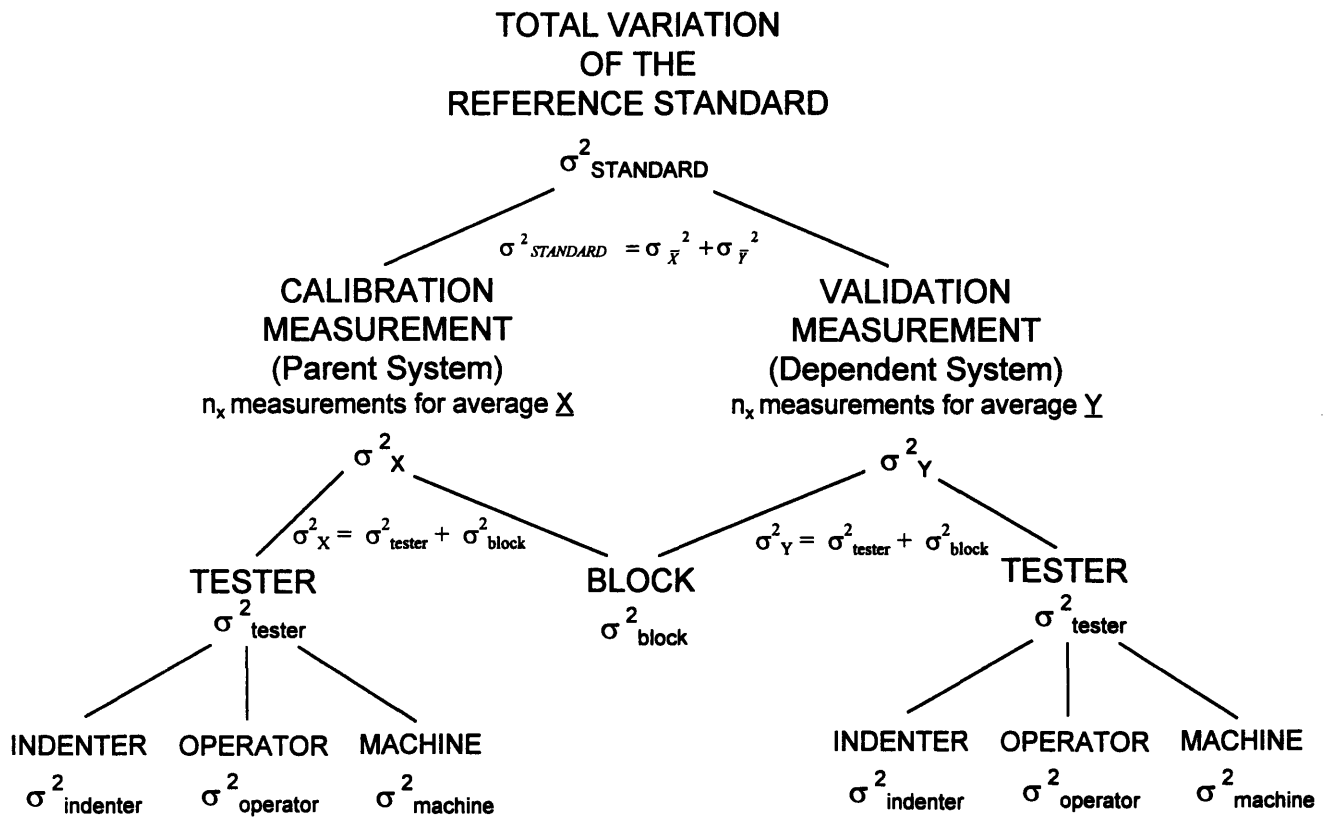 TOTAL VARIATION
OF THE
REFERENCE STANDARD
σ²STANDARD
σ²STANDARD = σX̄² + σȲ²
CALIBRATION
MEASUREMENT
(Parent System)
nₓ measurements for average X
VALIDATION
MEASUREMENT
(Dependent System)
nₓ measurements for average Y
σ²X
σ²Y
σ²X = σ²tester + σ²block
σ²Y = σ²tester + σ²block
TESTER
σ²tester
BLOCK
σ²block
TESTER
σ²tester
INDENTER OPERATOR MACHINE
σ²indenter σ²operator σ²machine
INDENTER OPERATOR MACHINE
σ²indenter σ²operator σ²machine